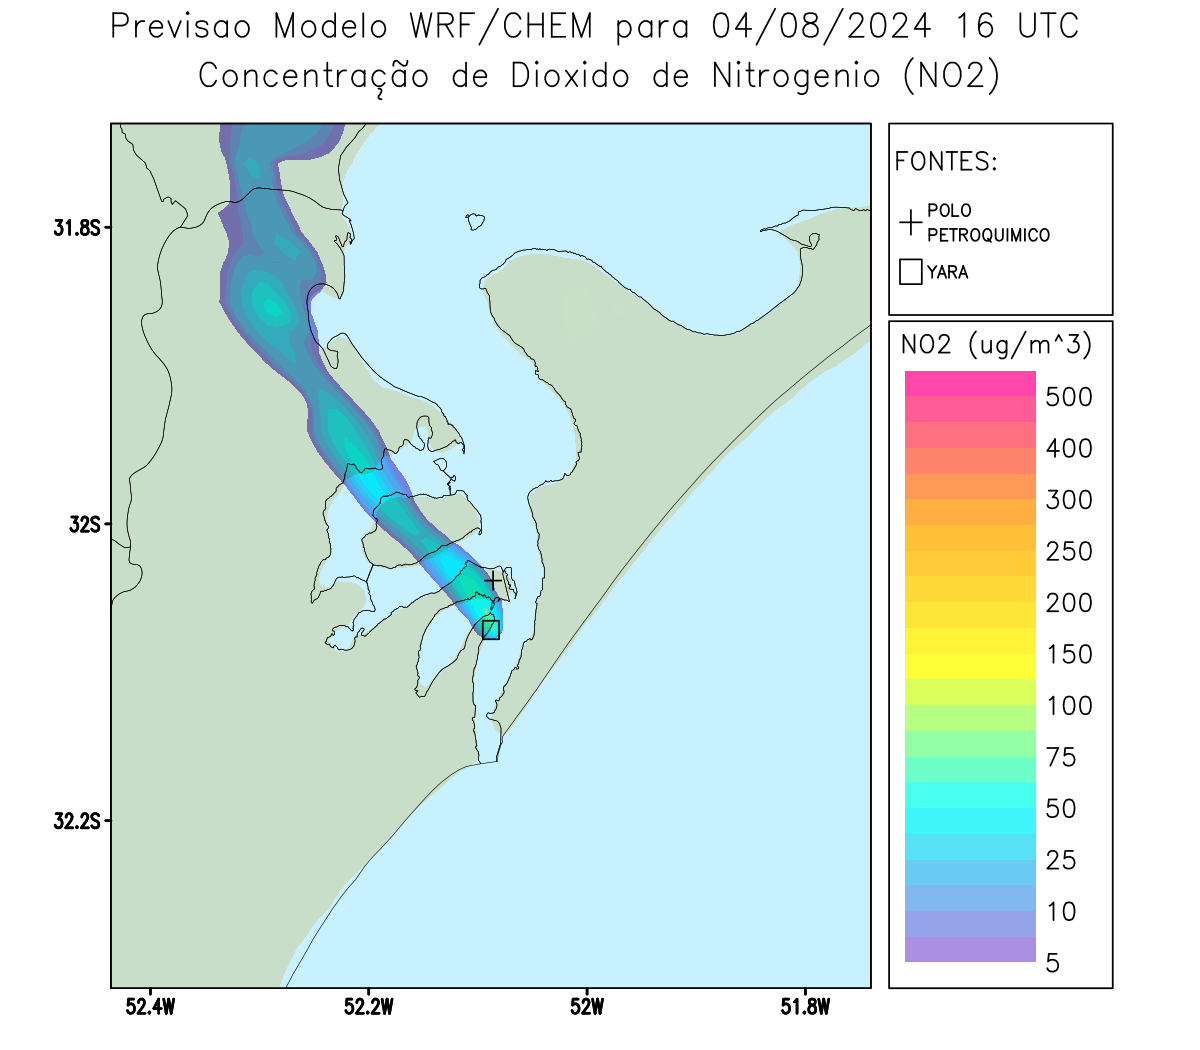 Previsao Modelo WRF/CHEM para 04/08/2024 16 UTC
Concentração de Dioxido de Nitrogenio (NO2)
FONTES:
POLO
PETROQUIMICO
YARA
NO2 (ug/m^3)
500
400
300
250
200
150
100
75
50
25
10
5
31.8S
32S
32.2S
52.4W
52.2W
52W
51.8W